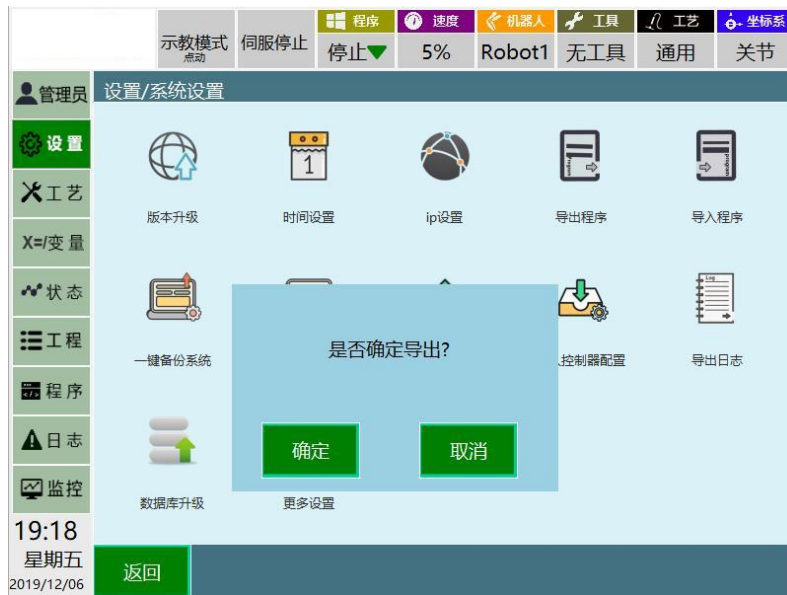 程序 速度 机器人 工具 工艺 坐标系
示教模式 伺服停止 停止 5% Robot1 无工具 通用 关节
点动
管理员 设置/系统设置
设置
1
版本升级 时间设置 ip设置 导出程序 导入程序
工艺
X=/变量
状态
Log
工程
是否确定导出?
一键备份系统 控制器配置 导出日志
程序
日志
确定 取消
监控
数据库升级 更多设置
19:18
星期五
2019/12/06
返回